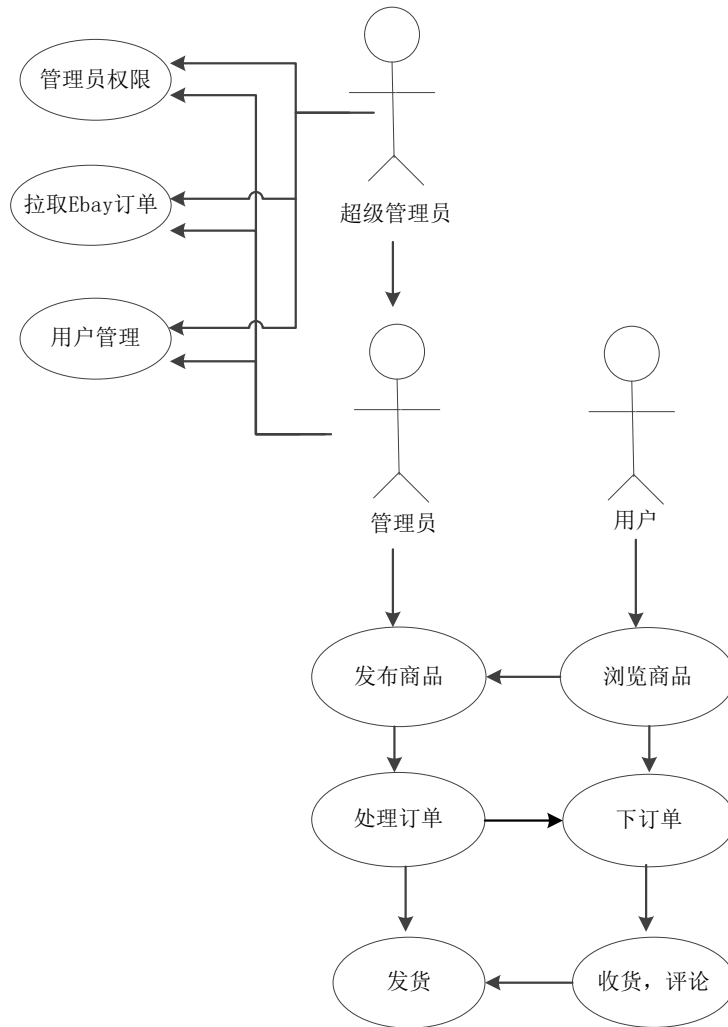 管理员权限
拉取Ebay订单
超级管理员
用户管理
管理员
用户
发布商品
浏览商品
处理订单
下订单
发货
收货，评论